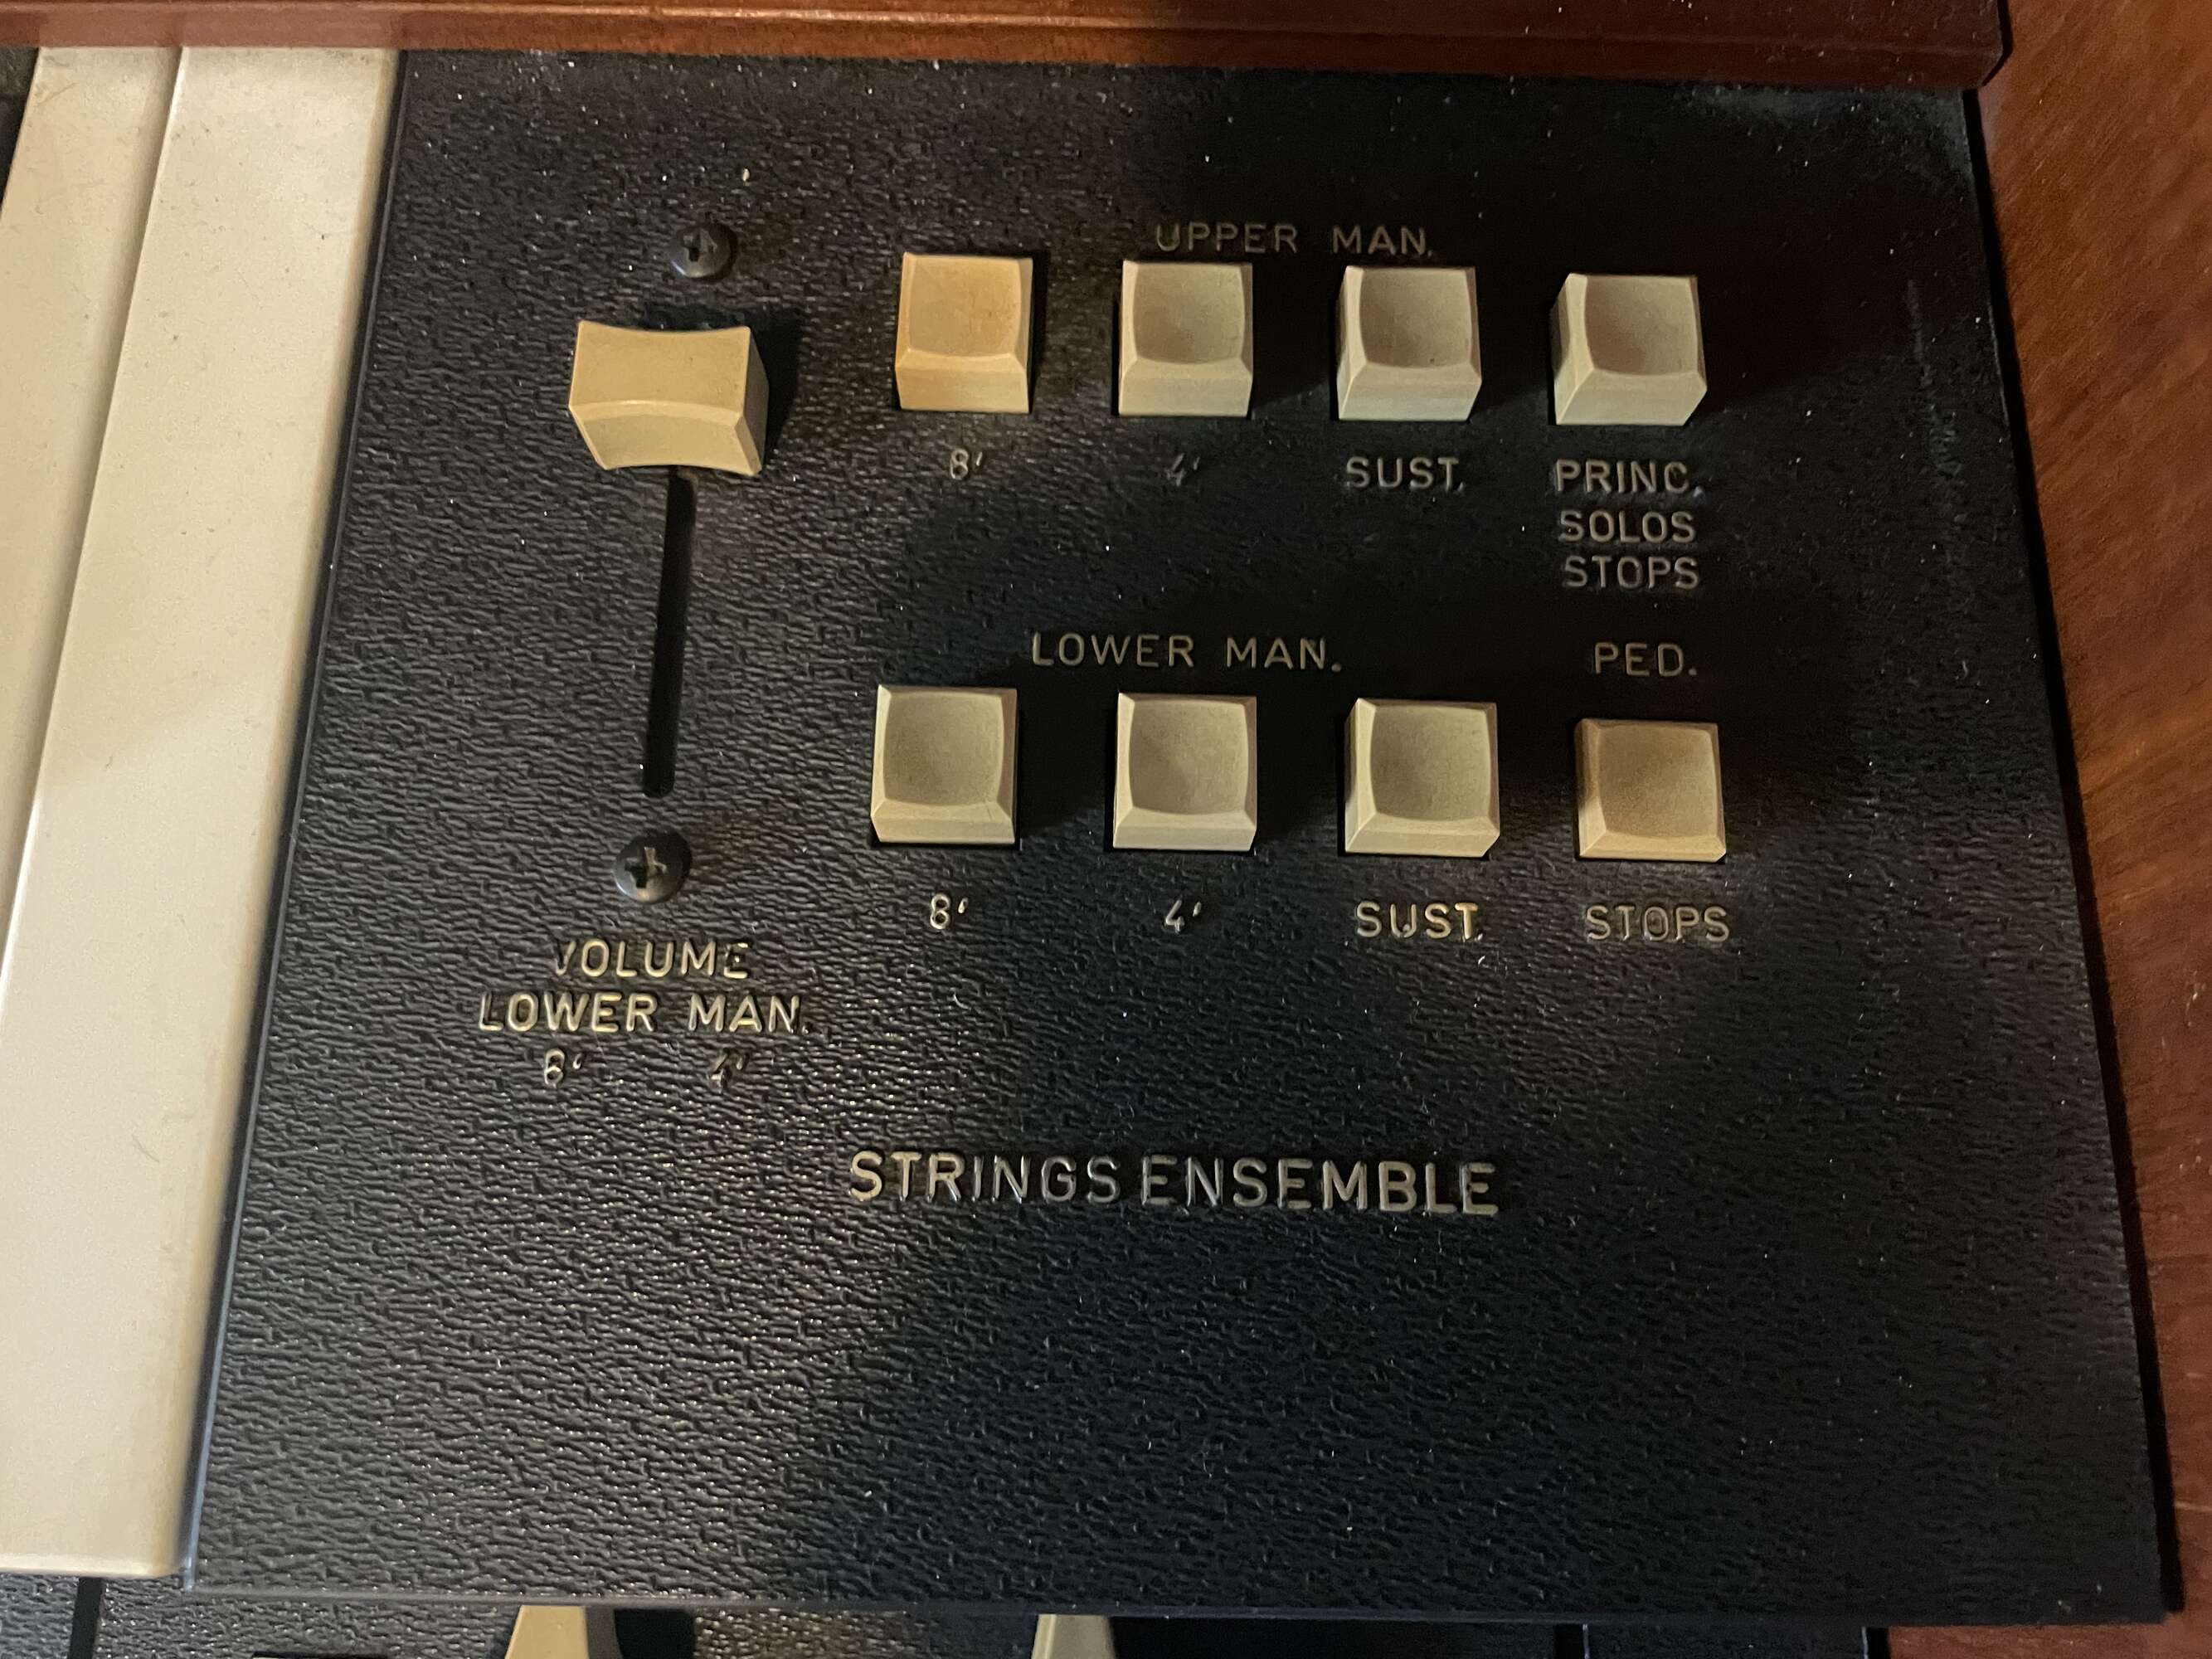 UPPER MAN.
8' 4' SUST. PRINC.
SOLOS
STOPS
LOWER MAN. PED.
8' 4' SUST. STOPS
VOLUME
LOWER MAN.
8' 4'
STRINGS ENSEMBLE